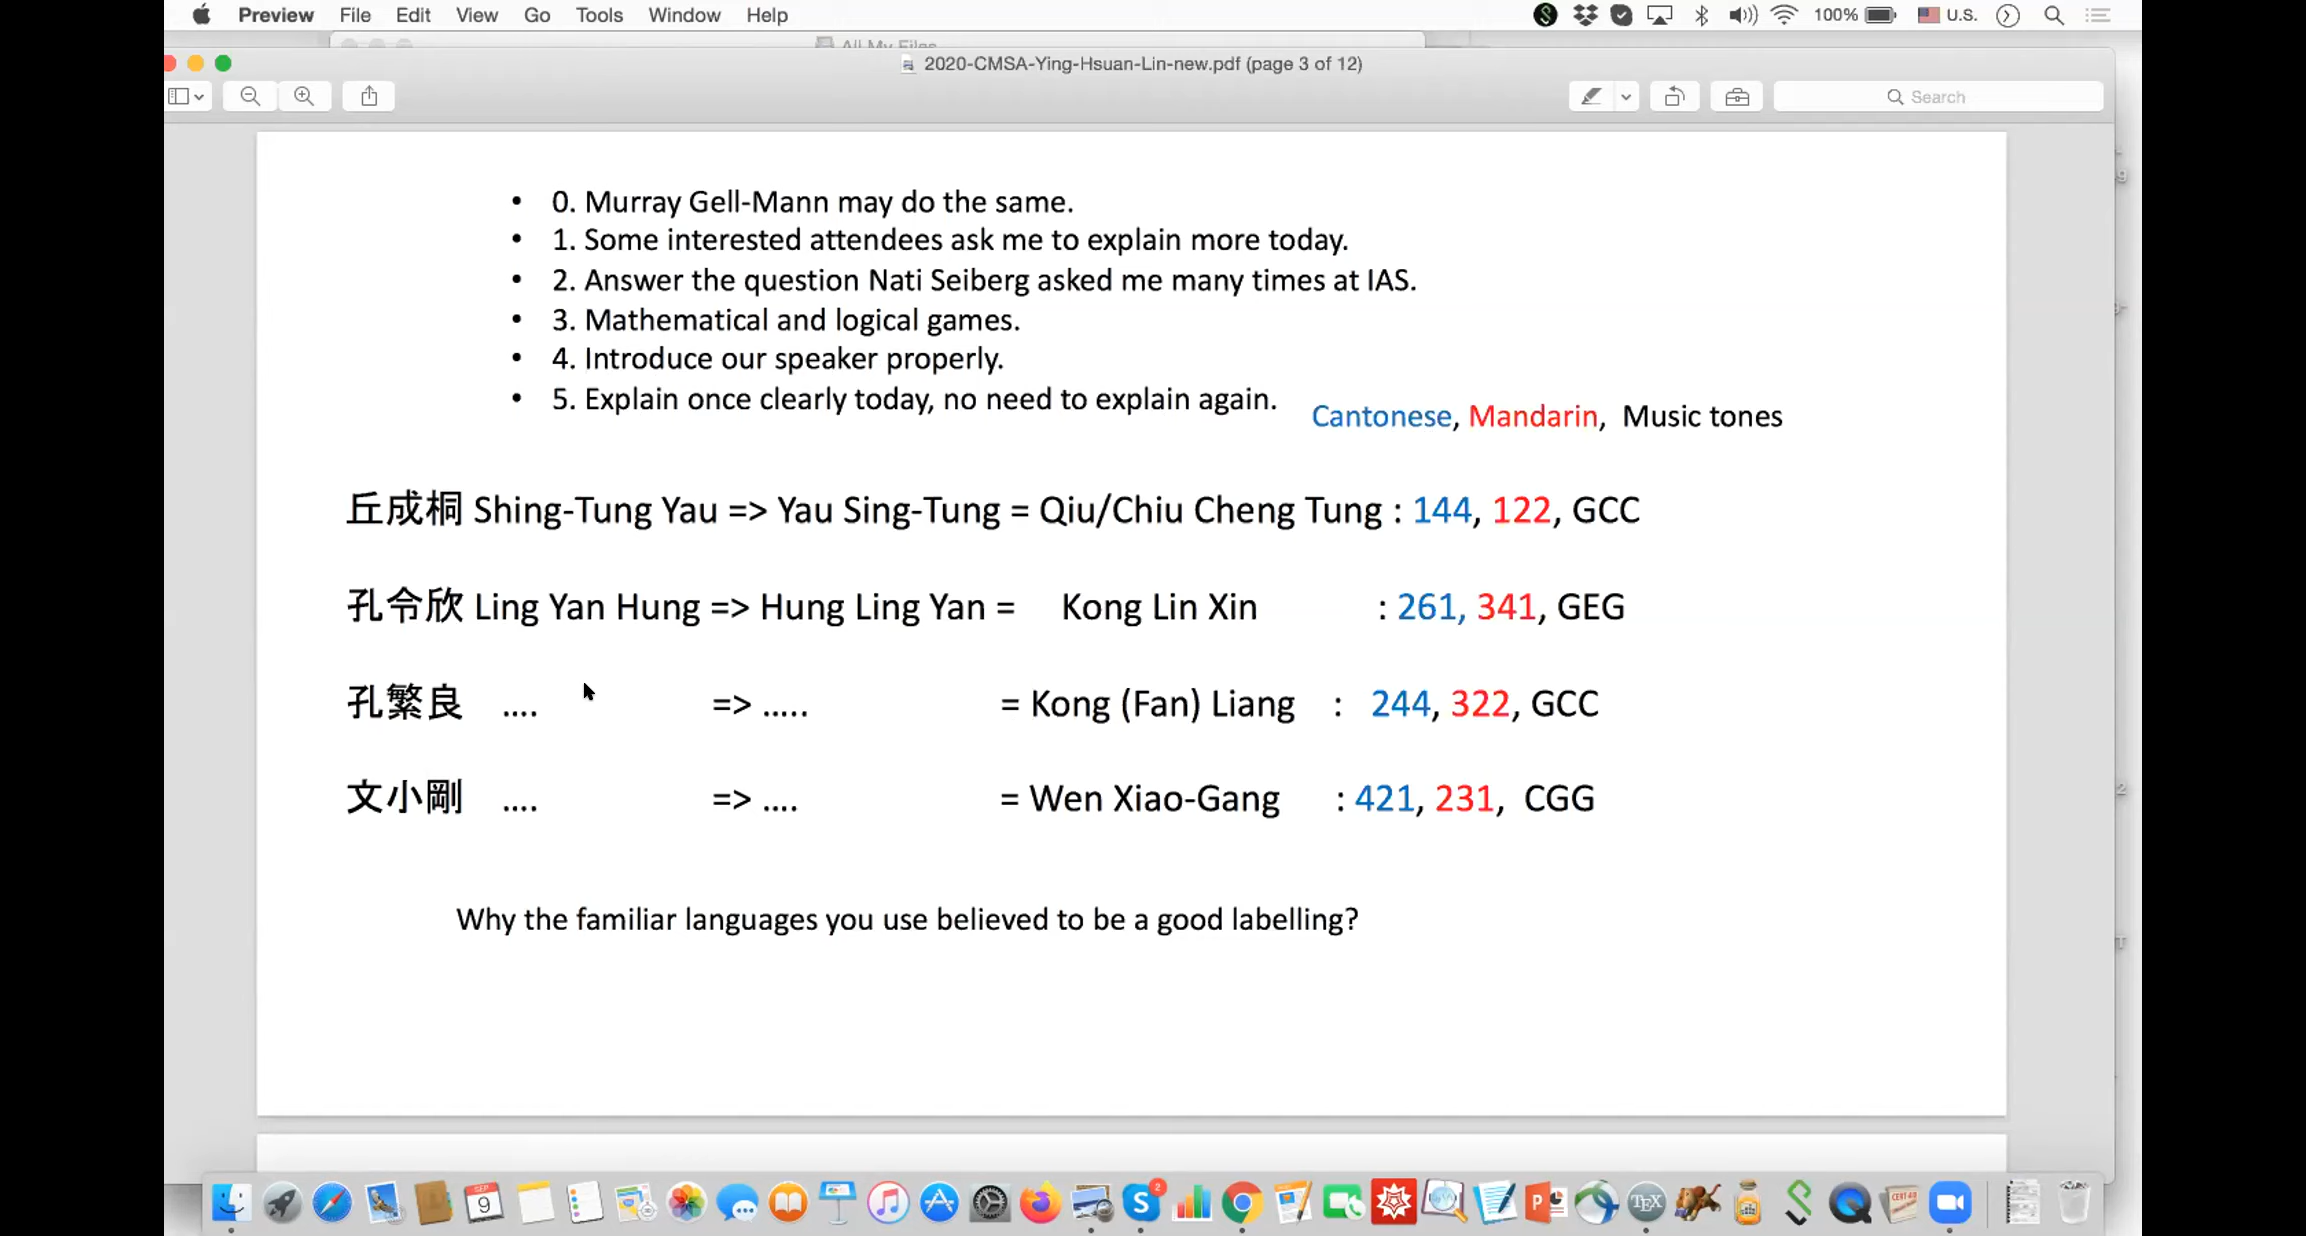 Preview File Edit View Go Tools Window Help 100% U.S.
All My Files
2020-CMSA-Ying-Hsuan-Lin-new.pdf (page 3 of 12)
Search
• 0. Murray Gell-Mann may do the same.
• 1. Some interested attendees ask me to explain more today.
• 2. Answer the question Nati Seiberg asked me many times at IAS.
• 3. Mathematical and logical games.
• 4. Introduce our speaker properly.
• 5. Explain once clearly today, no need to explain again.
Cantonese, Mandarin, Music tones
丘成桐 Shing-Tung Yau => Yau Sing-Tung = Qiu/Chiu Cheng Tung : 144, 122, GCC
孔令欣 Ling Yan Hung => Hung Ling Yan = Kong Lin Xin : 261, 341, GEG
孔繁良 .... => ..... = Kong (Fan) Liang : 244, 322, GCC
文小剛 .... => .... = Wen Xiao-Gang : 421, 231, CGG
Why the familiar languages you use believed to be a good labelling?
SEP
9
2
P
TEX